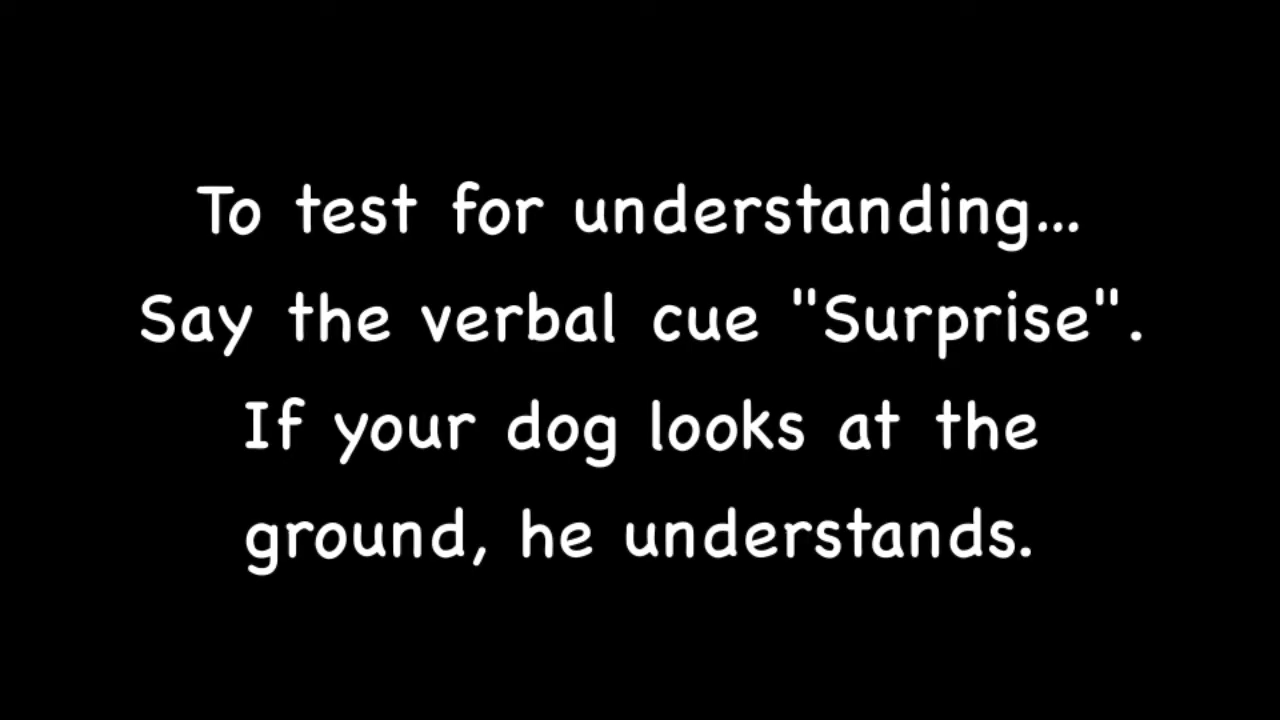 To test for understanding...
Say the verbal cue "Surprise".
If your dog looks at the
ground, he understands.